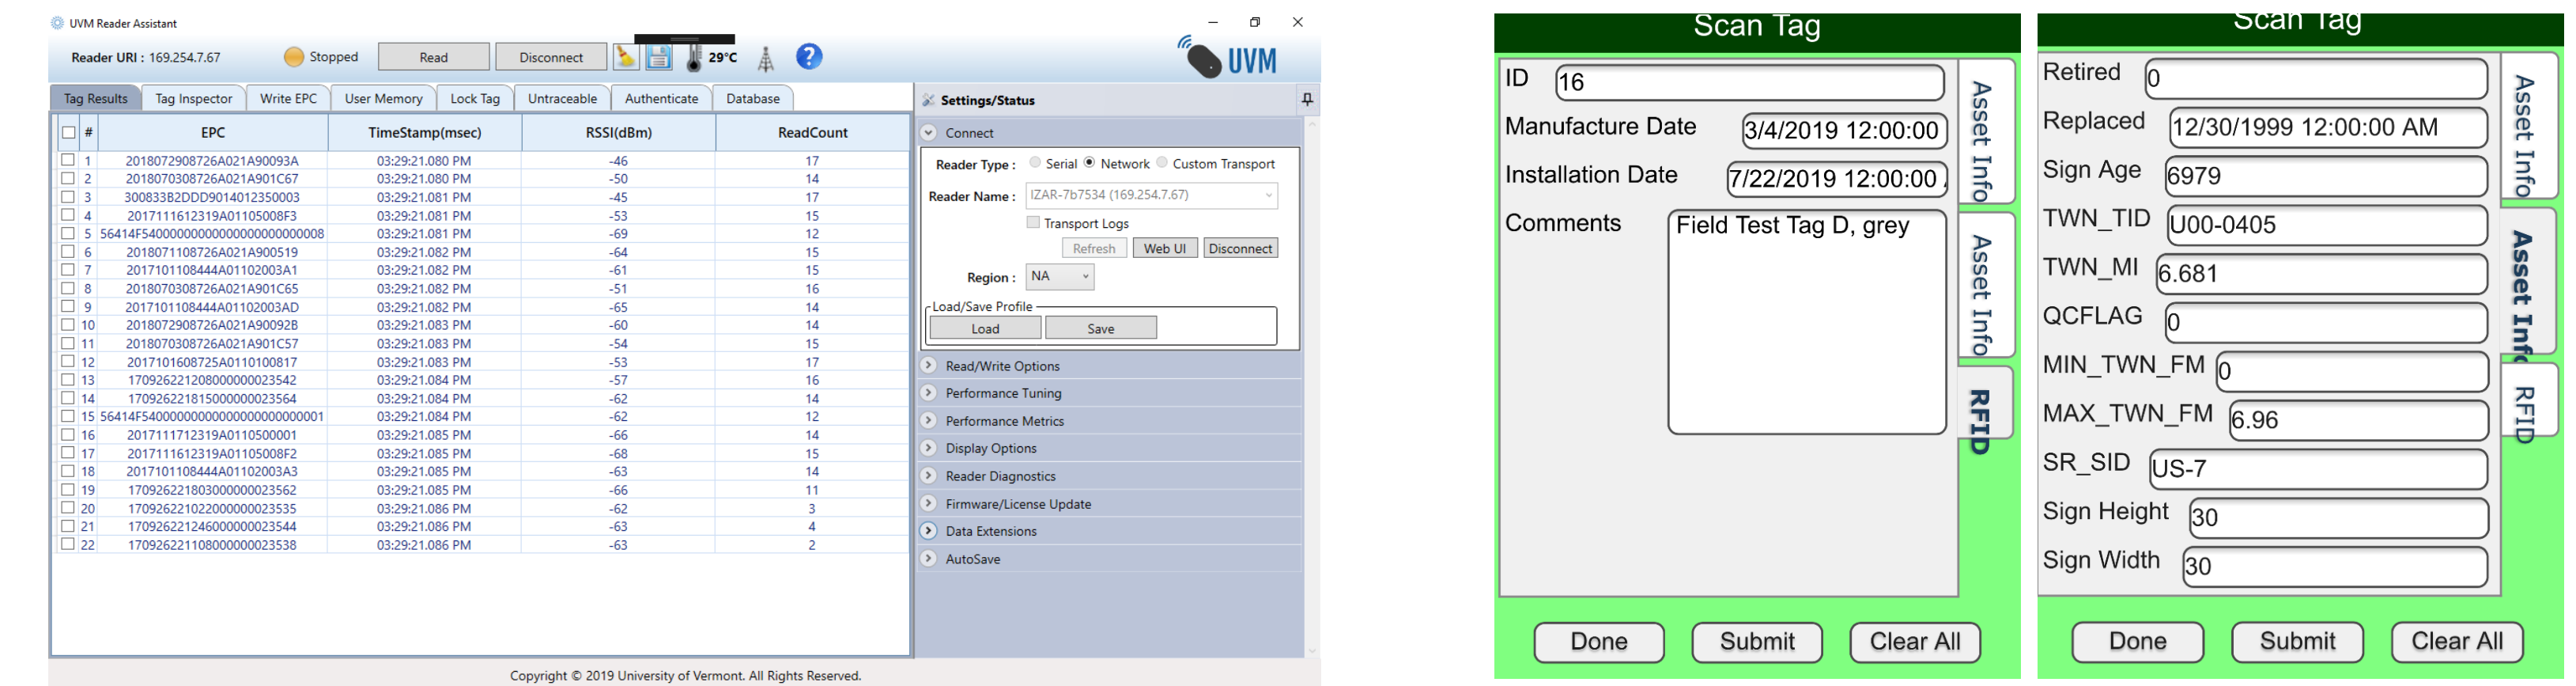 UVM Reader Assistant
Reader URI : 169.254.7.67 Stopped Read Disconnect 29°C ? UVM
Tag Results Tag Inspector Write EPC User Memory Lock Tag Untraceable Authenticate Database
# EPC TimeStamp(msec) RSSI(dBm) ReadCount
1 2018072908726A021A90093A 03:29:21.080 PM -46 17
2 2018070308726A021A901C67 03:29:21.080 PM -50 14
3 300833B2DDD9014012350003 03:29:21.081 PM -45 17
4 2017111612319A01105008F3 03:29:21.081 PM -53 15
5 56414F54000000000000000000000008 03:29:21.081 PM -69 12
6 2018071108726A021A900519 03:29:21.082 PM -64 15
7 2017101108444A01102003A1 03:29:21.082 PM -61 15
8 2018070308726A021A901C65 03:29:21.082 PM -51 16
9 2017101108444A01102003AD 03:29:21.082 PM -65 14
10 2018072908726A021A90092B 03:29:21.083 PM -60 14
11 2018070308726A021A901C57 03:29:21.083 PM -54 15
12 2017101608725A0110100817 03:29:21.083 PM -53 17
13 170926221208000000023542 03:29:21.084 PM -57 16
14 170926221815000000023564 03:29:21.084 PM -62 14
15 56414F54000000000000000000000001 03:29:21.084 PM -62 12
16 2017111712319A0110500001 03:29:21.085 PM -66 14
17 2017111612319A01105008F2 03:29:21.085 PM -68 15
18 2017101108444A01102003A3 03:29:21.085 PM -63 14
19 170926221803000000023562 03:29:21.085 PM -66 11
20 170926221022000000023535 03:29:21.086 PM -62 3
21 170926221246000000023544 03:29:21.086 PM -63 4
22 170926221108000000023538 03:29:21.086 PM -63 2
Settings/Status
Connect
Reader Type : Serial Network Custom Transport
Reader Name : IZAR-7b7534 (169.254.7.67)
Transport Logs
Refresh Web UI Disconnect
Region : NA
Load/Save Profile
Load Save
Read/Write Options
Performance Tuning
Performance Metrics
Display Options
Reader Diagnostics
Firmware/License Update
Data Extensions
AutoSave
Copyright © 2019 University of Vermont. All Rights Reserved.
Scan Tag
ID 16
Manufacture Date 3/4/2019 12:00:00
Installation Date 7/22/2019 12:00:00
Comments Field Test Tag D, grey
Asset Info
Asset Info
RFID
Done Submit Clear All
Scan Tag
Retired 0
Replaced 12/30/1999 12:00:00 AM
Sign Age 6979
TWN_TID U00-0405
TWN_MI 6.681
QCFLAG 0
MIN_TWN_FM 0
MAX_TWN_FM 6.96
SR_SID US-7
Sign Height 30
Sign Width 30
Asset Info
Asset Info
RFID
Done Submit Clear All